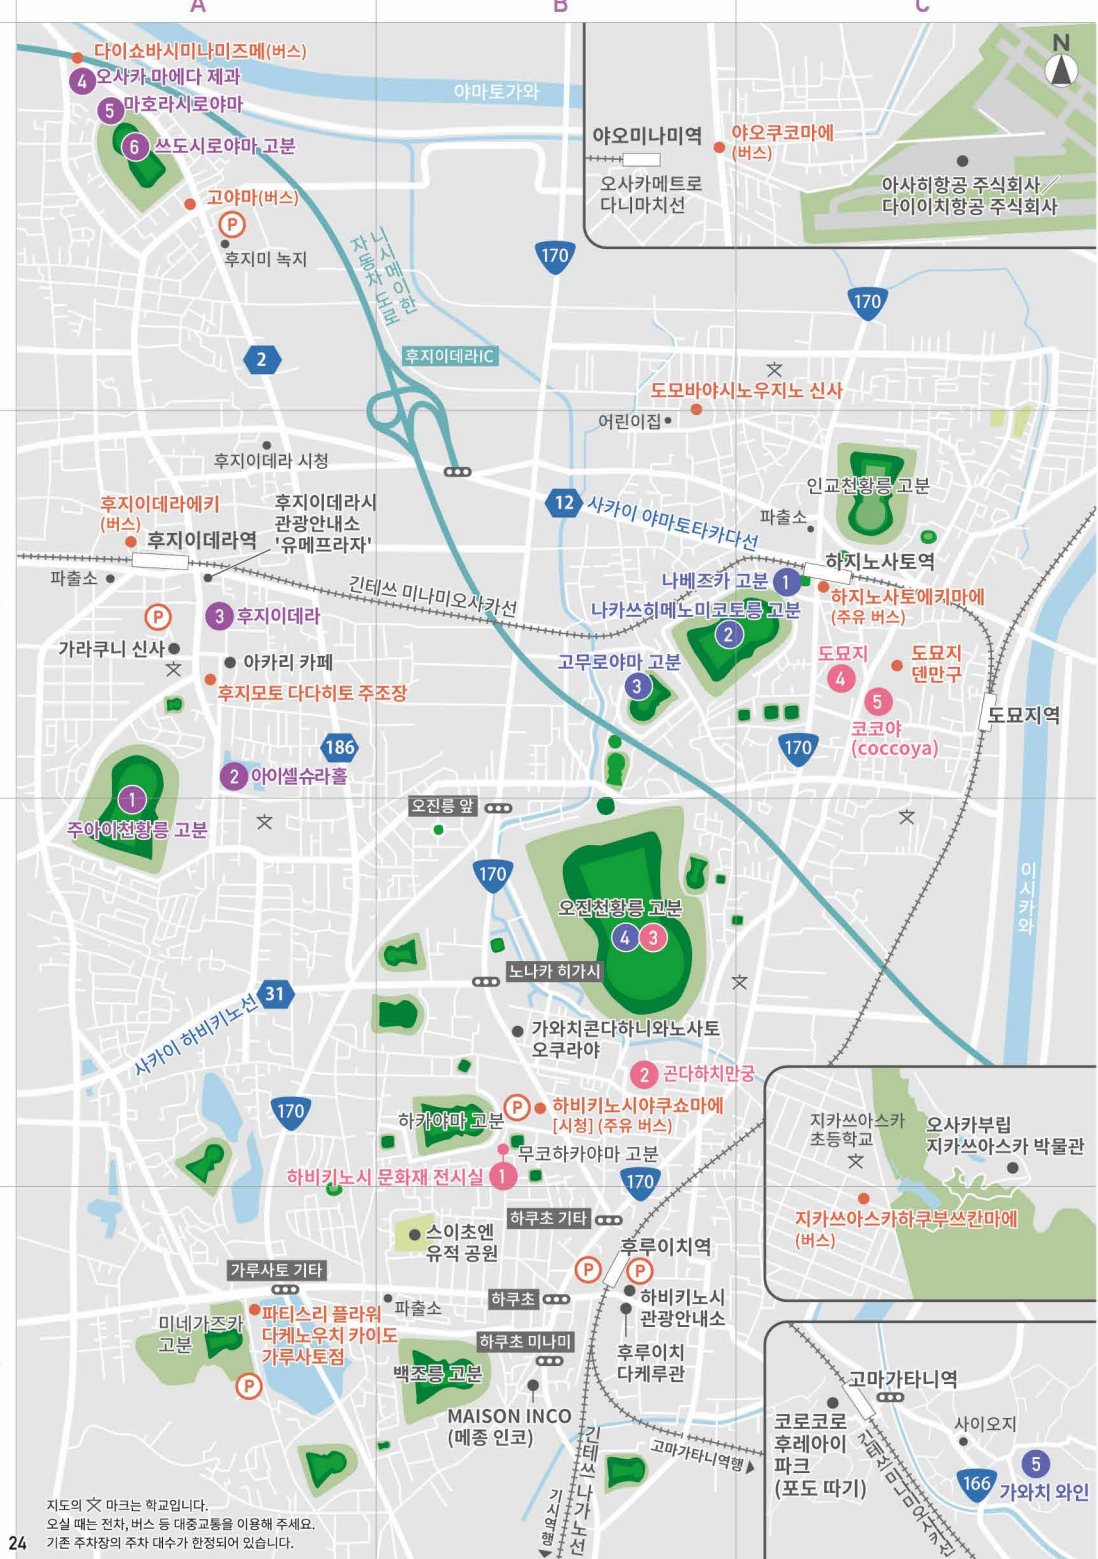 A
B
C
다이쇼바시미나미즈메(버스)
4 오사카 마에다 제과
5 마호라시로야마
6 쓰도시로야마 고분
고야마(버스)
P
후지미 녹지
야마토가와
니시메이한
자동차도로
170
N
야오미나미역
오사카메트로
다니마치선
야오쿠코마에
(버스)
아사히항공 주식회사/
다이이치항공 주식회사
170
2
후지이데라IC
도모바야시노우지노 신사
어린이집
후지이데라 시청
인교천황릉 고분
후지이데라에키
(버스)
후지이데라시
관광안내소
'유메프라자'
12
사카이 야마토타카다선
파출소
후지이데라역
하지노사토역
파출소
긴테쓰 미나미오사카선
나베즈카 고분 1
하지노사토에키마에
(주유 버스)
나카쓰히메노미코토릉 고분
2
P
3 후지이데라
가라쿠니 신사
아카리 카페
고무로야마 고분
3
도묘지
4
도묘지
덴만구
후지모토 다다히토 주조장
5
코코야
(coccoya)
도묘지역
186
170
2 아이셀슈라홀
1
주아이천황릉 고분
오진릉 앞
170
이시카와
오진천황릉 고분
4 3
노나카 히가시
31
사카이 하비키노선
가와치콘다하니와노사토
오쿠라야
2 곤다하치만궁
170
P
하비키노시야쿠쇼마에
[시청] (주유 버스)
하카야마 고분
무코하카야마 고분
하비키노시 문화재 전시실 1
170
지카쓰아스카
초등학교
오사카부립
지카쓰아스카 박물관
지카쓰아스카하쿠부쓰칸마에
(버스)
하쿠초 기타
스이초엔
유적 공원
후루이치역
P
P
가루사토 기타
하쿠초
하비키노시
관광안내소
파출소
미네가즈카
고분
파티스리 플라워
다케노우치 카이도
가루사토점
하쿠초 미나미
후루이치
다케루관
P
백조릉 고분
MAISON INCO
(메종 인코)
고마가타니역
코로코로
후레아이
파크
(포도 따기)
긴테쓰미나미오사카선
사이오지
5
166
가와치 와인
고마가타니역행
긴테쓰 나가노선
기시역행
지도의 마크는 학교입니다.
오실 때는 전차, 버스 등 대중교통을 이용해 주세요.
기존 주차장의 주차 대수가 한정되어 있습니다.
24